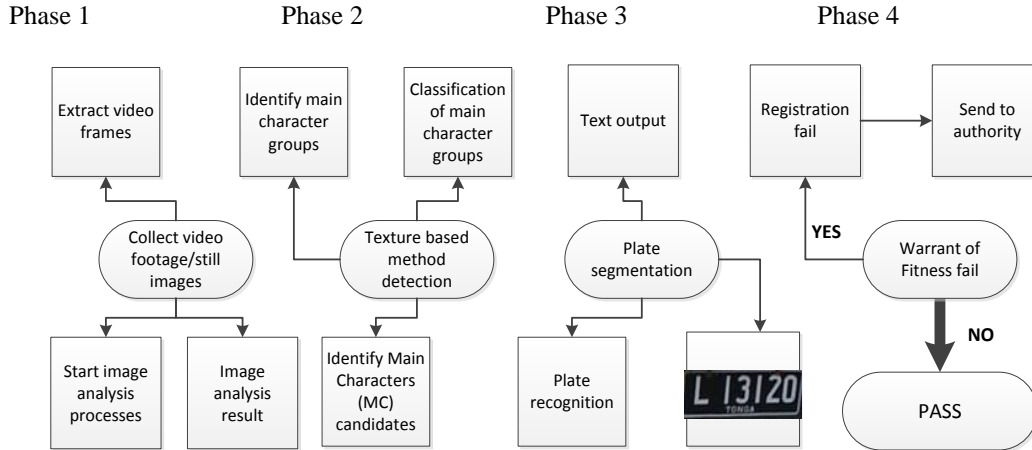 Phase 1
Phase 2
Phase 3
Phase 4
Extract video
frames
Collect video
footage/still
images
Start image
analysis
processes
Image
analysis
result
Identify main
character
groups
Classification
of main
character
groups
Texture based
method
detection
Identify Main
Characters
(MC)
candidates
Text output
Plate
segmentation
Plate
recognition
L 13120
TONGA
Registration
fail
Send to
authority
YES
Warrant of
Fitness fail
NO
PASS